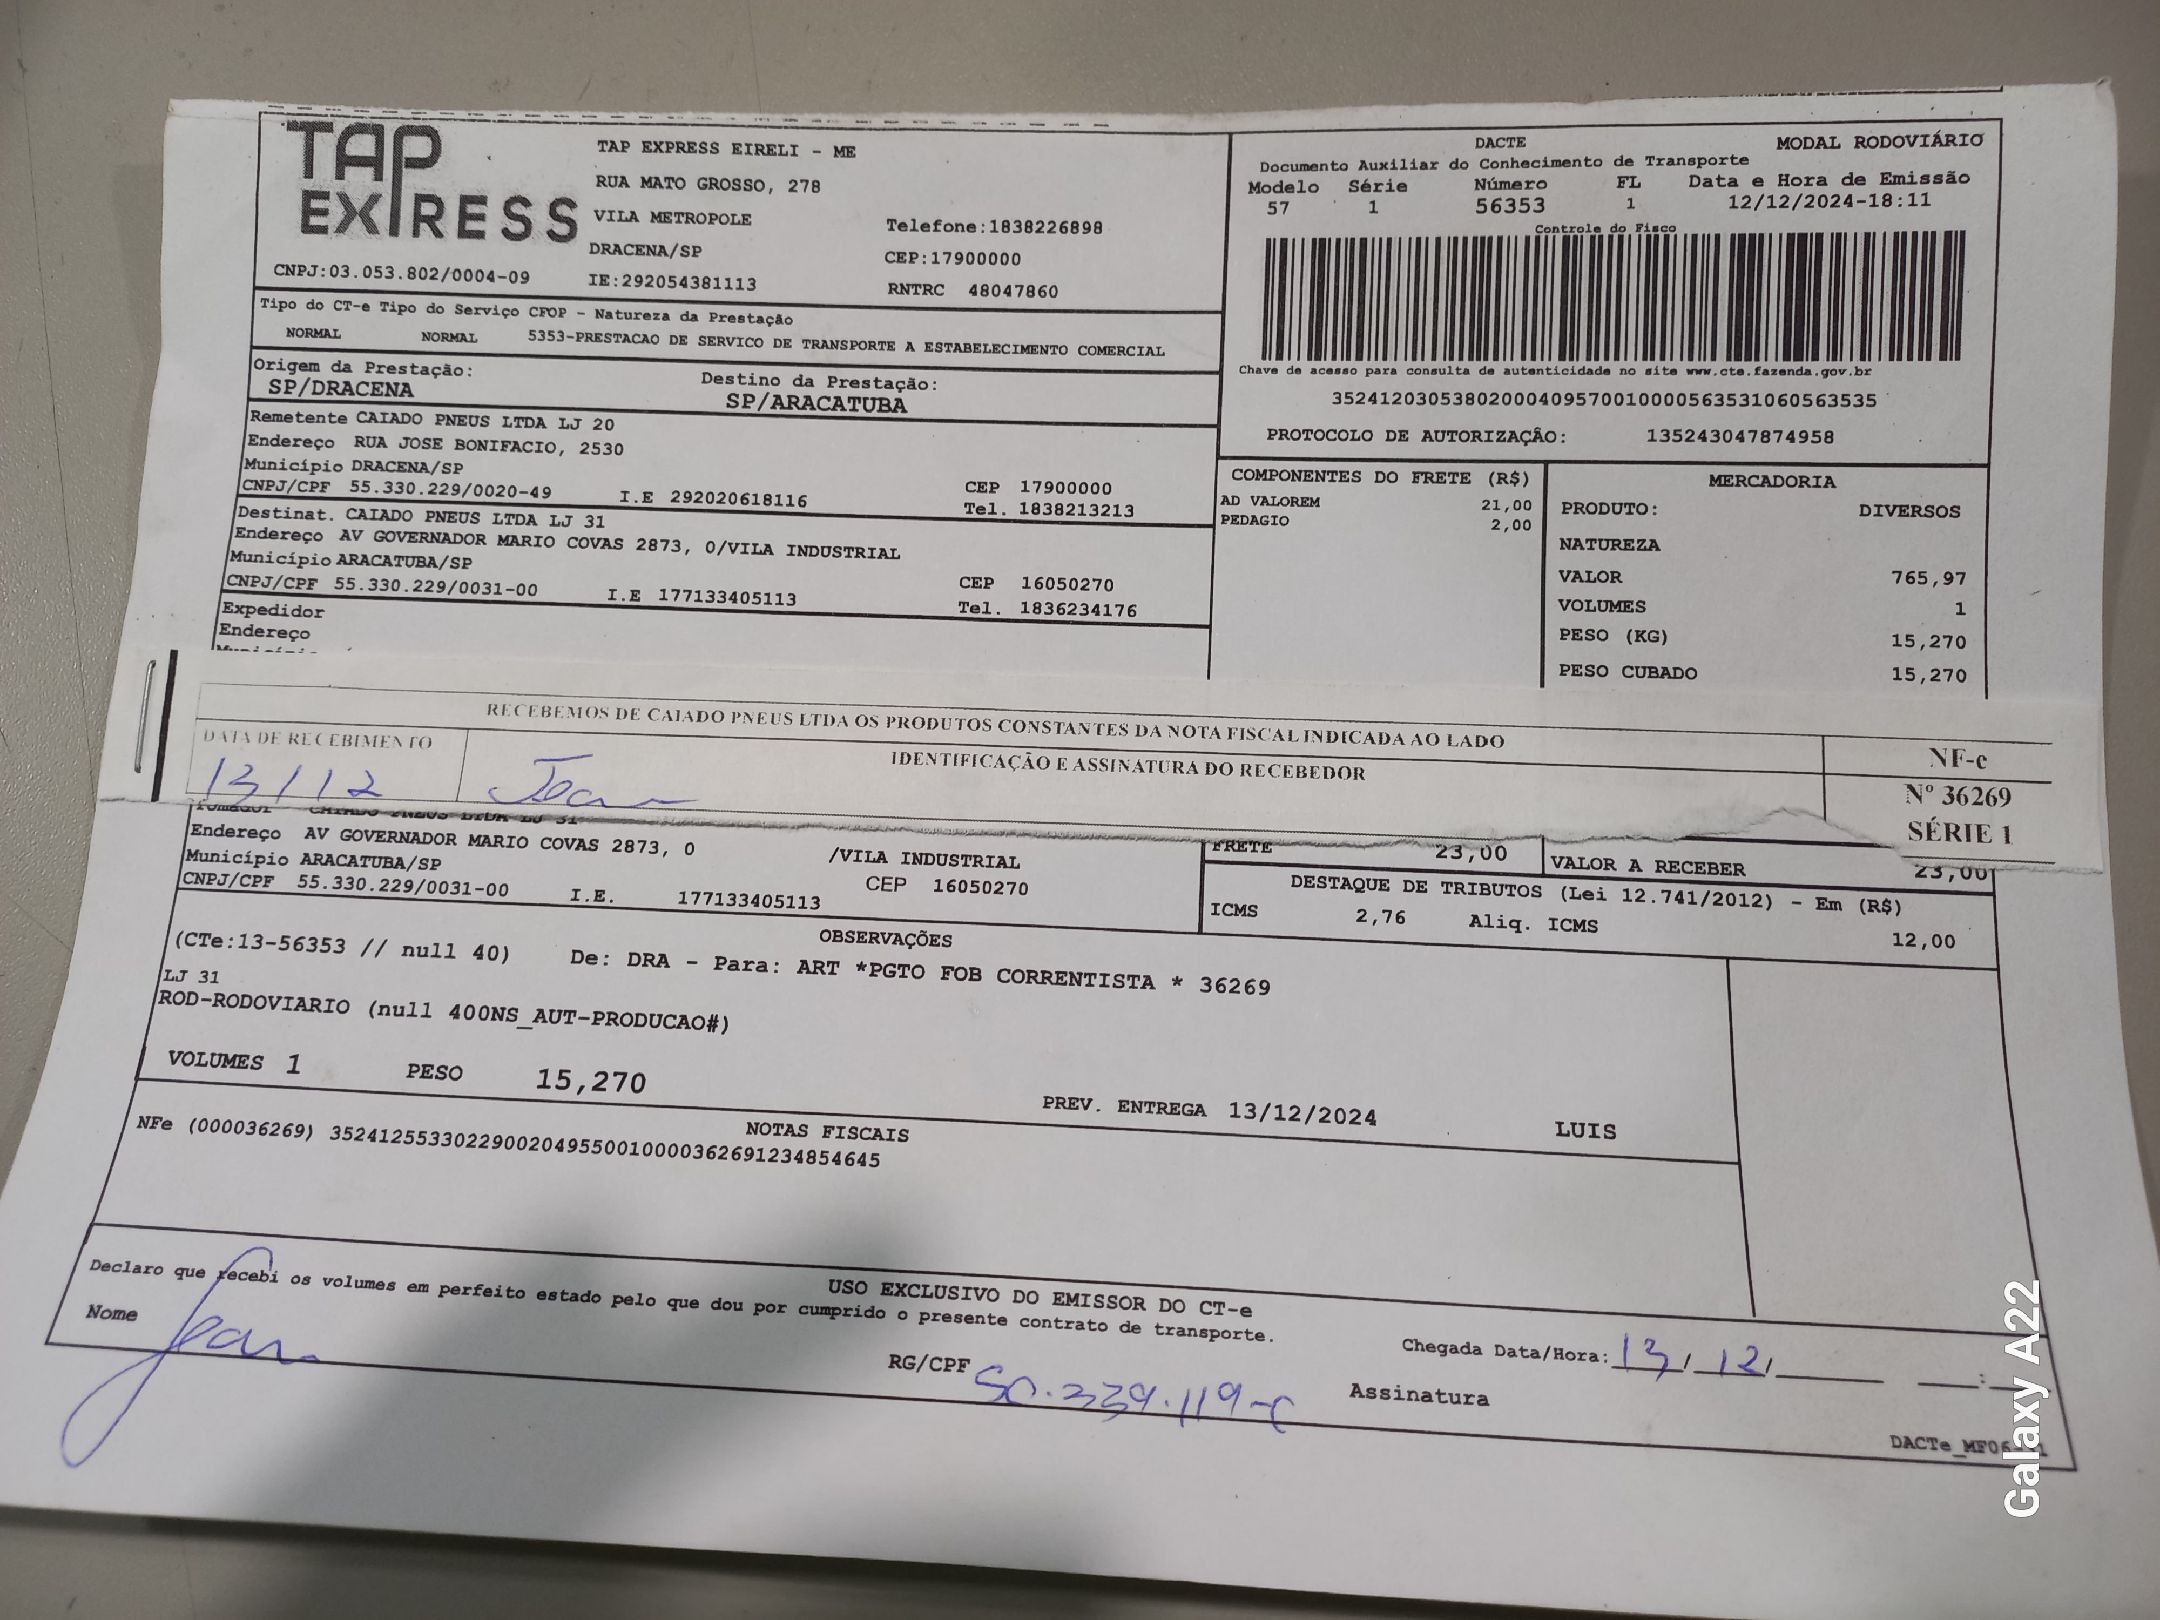 TAP
EXPRESS
TAP EXPRESS EIRELI - ME
RUA MATO GROSSO, 278
VILA METROPOLE
Telefone:1838226898
DRACENA/SP
CEP:17900000
CNPJ:03.053.802/0004-09
IE:292054381113
RNTRC 48047860
DACTE
MODAL RODOVIÁRIO
Documento Auxiliar do Conhecimento de Transporte
Modelo Série Número FL Data e Hora de Emissão
57 1 56353 1 12/12/2024-18:11
Controle do Fisco
Chave de acesso para consulta de autenticidade no site www.cte.fazenda.gov.br
35241203053802000409570010000563531060563535
PROTOCOLO DE AUTORIZAÇÃO: 135243047874958
Tipo do CT-e Tipo do Serviço CFOP - Natureza da Prestação
NORMAL NORMAL 5353-PRESTACAO DE SERVICO DE TRANSPORTE A ESTABELECIMENTO COMERCIAL
Origem da Prestação: Destino da Prestação:
SP/DRACENA SP/ARACATUBA
Remetente CAIADO PNEUS LTDA LJ 20
Endereço RUA JOSE BONIFACIO, 2530
Município DRACENA/SP
CEP 17900000
CNPJ/CPF 55.330.229/0020-49 I.E 292020618116 Tel. 1838213213
Destinat. CAIADO PNEUS LTDA LJ 31
Endereço AV GOVERNADOR MARIO COVAS 2873, 0/VILA INDUSTRIAL
Município ARACATUBA/SP
CEP 16050270
CNPJ/CPF 55.330.229/0031-00 I.E 177133405113 Tel. 1836234176
Expedidor
Endereço
COMPONENTES DO FRETE (R$)
AD VALOREM 21,00
PEDAGIO 2,00
MERCADORIA
PRODUTO: DIVERSOS
NATUREZA
VALOR 765,97
VOLUMES 1
PESO (KG) 15,270
PESO CUBADO 15,270
RECEBEMOS DE CAIADO PNEUS LTDA OS PRODUTOS CONSTANTES DA NOTA FISCAL INDICADA AO LADO
DATA DE RECEBIMENTO
IDENTIFICAÇÃO E ASSINATURA DO RECEBEDOR
13/12 Jean
NF-e
Nº 36269
SÉRIE 1
Tomador CAIADO PNEUS LTDA LJ 31
Endereço AV GOVERNADOR MARIO COVAS 2873, 0 /VILA INDUSTRIAL
Município ARACATUBA/SP
CEP 16050270
CNPJ/CPF 55.330.229/0031-00 I.E. 177133405113
FRETE 23,00
VALOR A RECEBER 23,00
DESTAQUE DE TRIBUTOS (Lei 12.741/2012) - Em (R$)
ICMS 2,76 Aliq. ICMS 12,00
OBSERVAÇÕES
(CTe:13-56353 // null 40) De: DRA - Para: ART *PGTO FOB CORRENTISTA * 36269
LJ 31
ROD-RODOVIARIO (null 400NS_AUT-PRODUCAO#)
VOLUMES 1 PESO 15,270
PREV. ENTREGA 13/12/2024 LUIS
NOTAS FISCAIS
NFe (000036269) 35241255330229002049550010000362691234854645
USO EXCLUSIVO DO EMISSOR DO CT-e
Declaro que recebi os volumes em perfeito estado pelo que dou por cumprido o presente contrato de transporte.
Nome Jean
RG/CPF
Chegada Data/Hora: 13/12/
Assinatura
Galaxy A22